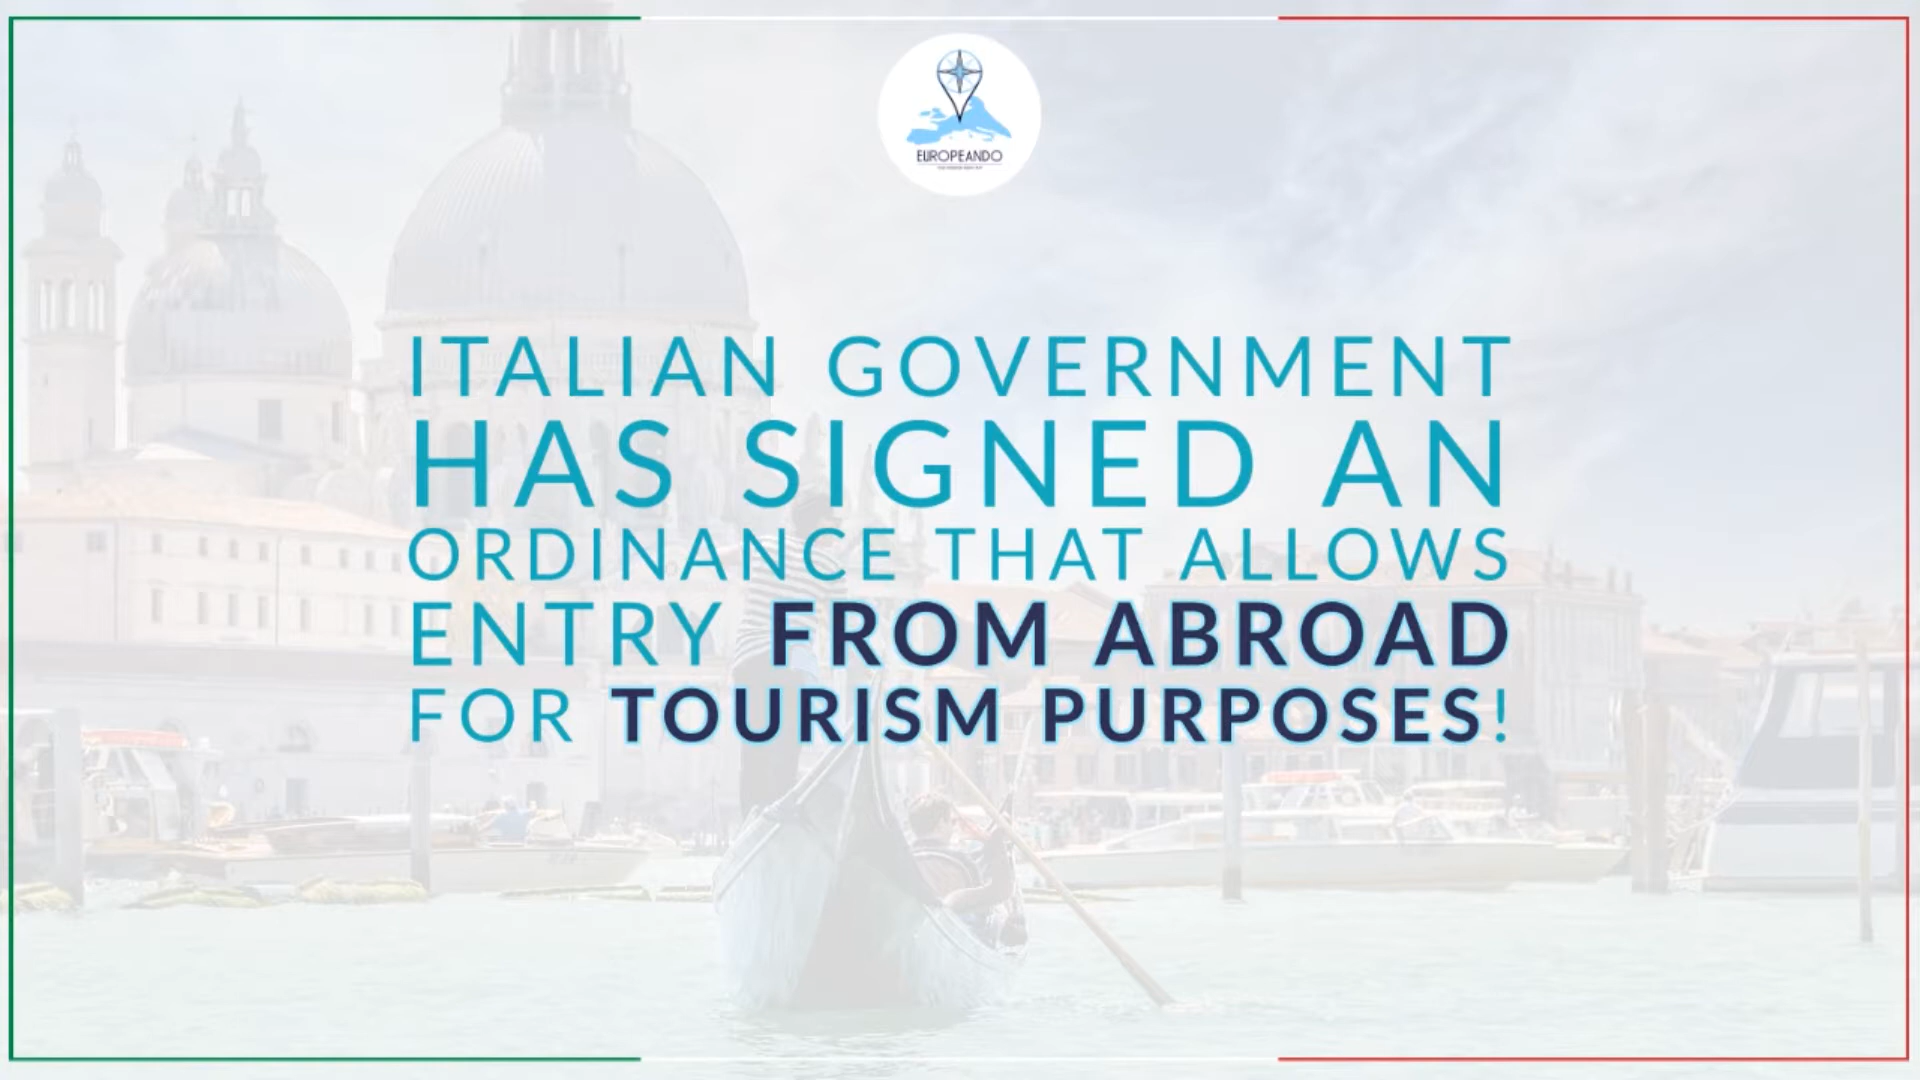 EUROPEANDO
ITALIAN GOVERNMENT
HAS SIGNED AN
ORDINANCE THAT ALLOWS
ENTRY FROM ABROAD
FOR TOURISM PURPOSES!